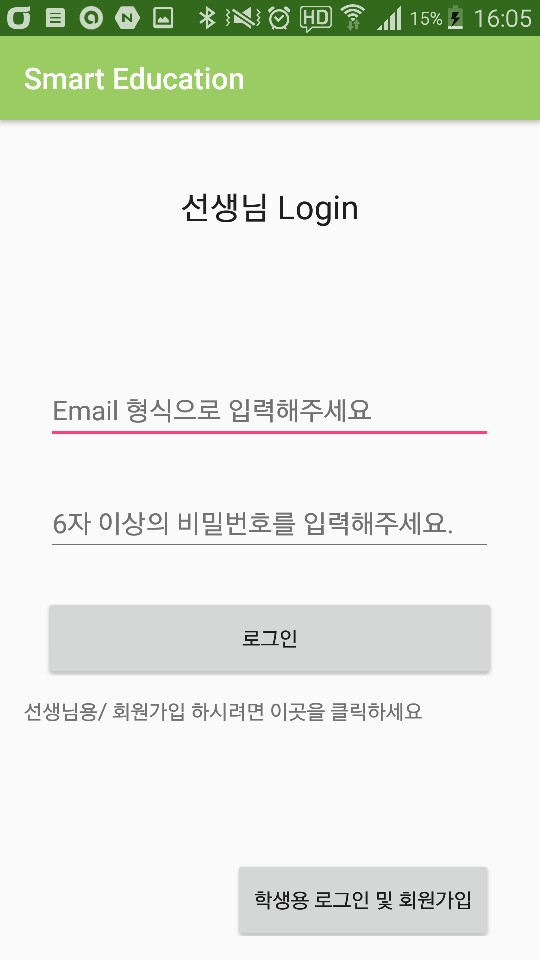 HD 15% 16:05
Smart Education
선생님 Login
Email 형식으로 입력해주세요
6자 이상의 비밀번호를 입력해주세요.
로그인
선생님용/ 회원가입 하시려면 이곳을 클릭하세요
학생용 로그인 및 회원가입